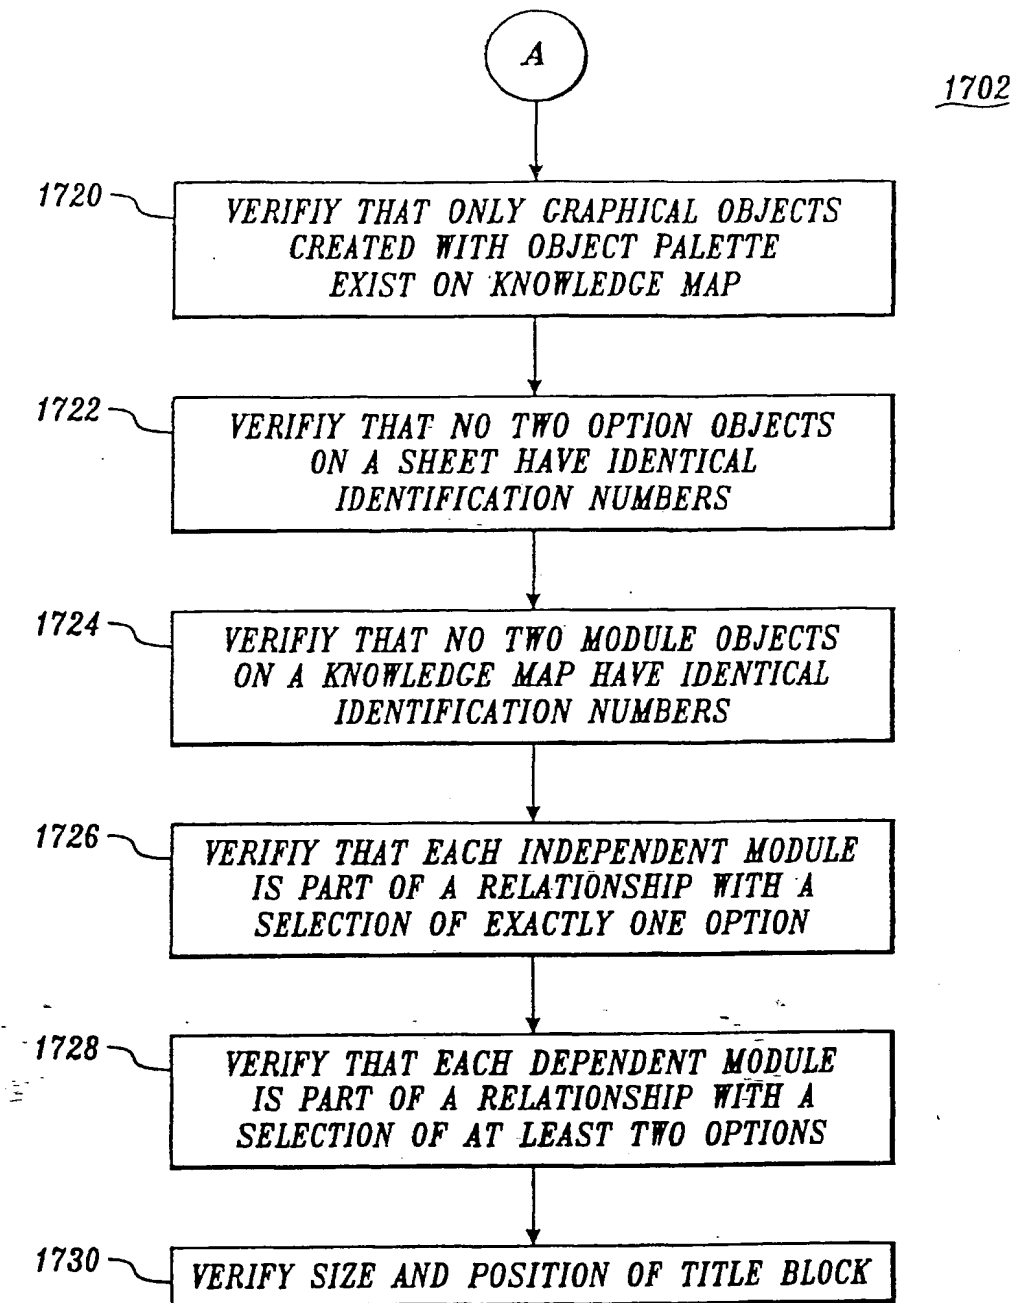 A
1702
1720
VERIFIY THAT ONLY GRAPHICAL OBJECTS
CREATED WITH OBJECT PALETTE
EXIST ON KNOWLEDGE MAP
1722
VERIFIY THAT NO TWO OPTION OBJECTS
ON A SHEET HAVE IDENTICAL
IDENTIFICATION NUMBERS
1724
VERIFIY THAT NO TWO MODULE OBJECTS
ON A KNOWLEDGE MAP HAVE IDENTICAL
IDENTIFICATION NUMBERS
1726
VERIFIY THAT EACH INDEPENDENT MODULE
IS PART OF A RELATIONSHIP WITH A
SELECTION OF EXACTLY ONE OPTION
1728
VERIFY THAT EACH DEPENDENT MODULE
IS PART OF A RELATIONSHIP WITH A
SELECTION OF AT LEAST TWO OPTIONS
1730
VERIFY SIZE AND POSITION OF TITLE BLOCK